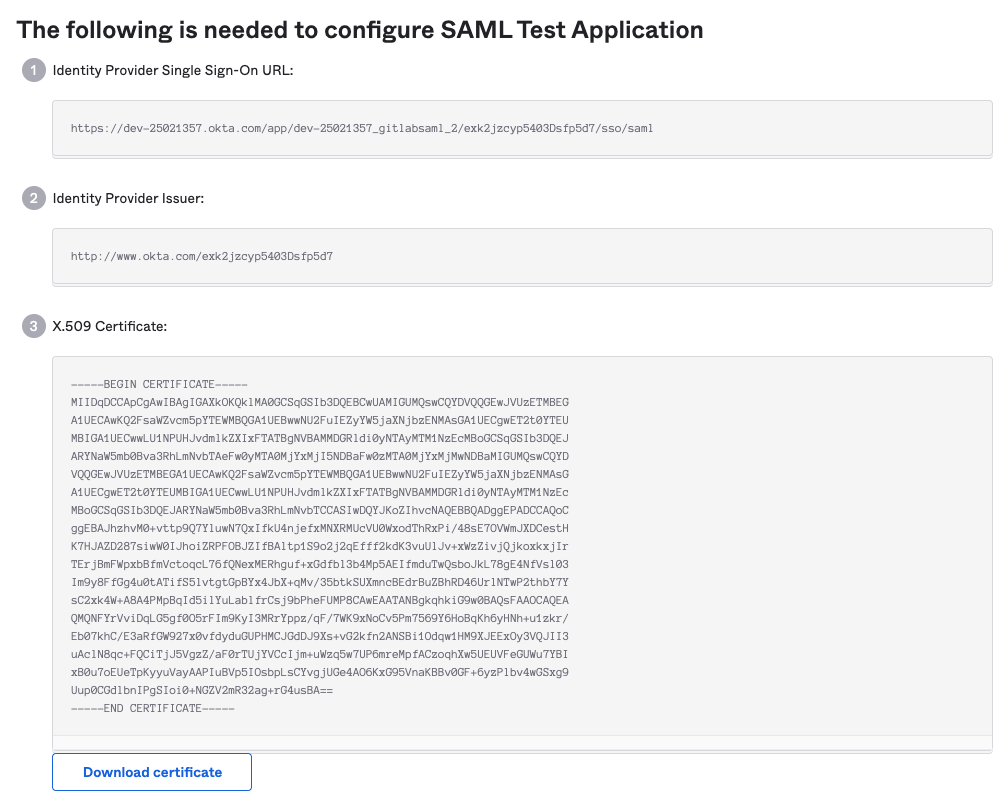 The following is needed to configure SAML Test Application
1 Identity Provider Single Sign-On URL:
https://dev-25021357.okta.com/app/dev-25021357_gitlabsaml_2/exk2jzcyp5403Dsfp5d7/sso/saml
2 Identity Provider Issuer:
http://www.okta.com/exk2jzcyp5403Dsfp5d7
3 X.509 Certificate:
-----BEGIN CERTIFICATE-----
MIIDqDCCApCgAwIBAgIGAXkOKQklMA0GCSqGSIb3DQEBCwUAMIGUMQswCQYDVQQGEwJVUzETMBEG
A1UECAwKQ2FsaWZvcm5pYTEWMBQGA1UEBwwNU2FuIEZyYW5jaXNjbzENMAsGA1UECgwET2t0YTEU
MBIGA1UECwwLU1NPUHJvdmlkZXIxFTATBgNVBAMMDGRldi0yNTAyMTM1NzEcMBoGCSqGSIb3DQEJ
ARYNaW5mb0Bva3RhLmNvbTAeFw0yMTA0MjYxMjI5NDBaFw0zMTA0MjYxMjMwNDBaMIGUMQswCQYD
VQQGEwJVUzETMBEGA1UECAwKQ2FsaWZvcm5pYTEWMBQGA1UEBwwNU2FuIEZyYW5jaXNjbzENMAsG
A1UECgwET2t0YTEUMBIGA1UECwwLU1NPUHJvdmlkZXIxFTATBgNVBAMMDGRldi0yNTAyMTM1NzEc
MBoGCSqGSIb3DQEJARYNaW5mb0Bva3RhLmNvbTCCASIwDQYJKoZIhvcNAQEBBQADggEPADCCAQoC
ggEBAJhzhvM0+vttp9Q7YluwN7QxIfkU4njefxMNXRMUcVU0WxodThRxPi/48sE7OVWmJXDCestH
K7HJAZD287siwW0IJhoiZRPFOBJZIfBAltp1S9o2j2qEfff2kdK3vuUlJv+xWzZivjQjkoxkxjIr
TErjBmFWpxbBfmVctoqcL76fQNexMERhguf+xGdfbl3b4Mp5AEIfmduTwQsboJkL78gE4NfVsl03
Im9y8FfGg4u0tATifS5lvtgtGpBYx4JbX+qMv/35btkSUXmncBEdrBuZBhRD46UrlNTwP2thbY7Y
sC2xk4W+A8A4PMpBqId5ilYuLablfrCsj9bPheFUMP8CAwEAATANBgkqhkiG9w0BAQsFAAOCAQEA
QMQNFYrVviDqLG5gf0O5rFIm9KyI3MRrYppz/qF/7WK9xNoCv5Pm7569Y6HoBqKh6yHNh+u1zkr/
Eb07khC/E3aRfGW927x0vfdyduGUPHMCJGdDJ9Xs+vG2kfn2ANSBi1Odqw1HM9XJEExOy3VQJII3
uAclN8qc+FQCiTjJ5VgzZ/aF0rTUjYVCcIjm+uWzq5w7UP6mreMpfACzoqhXw5UEUVFeGUWu7YBI
xB0u7oEUeTpKyyuVayAAPIuBVp5IOsbpLsCYvgjUGe4AO6KxG95VnaKBBv0GF+6yzPlbv4wGSxg9
Uup0CGdlbnIPgSIoi0+NGZV2mR32ag+rG4usBA==
-----END CERTIFICATE-----
Download certificate